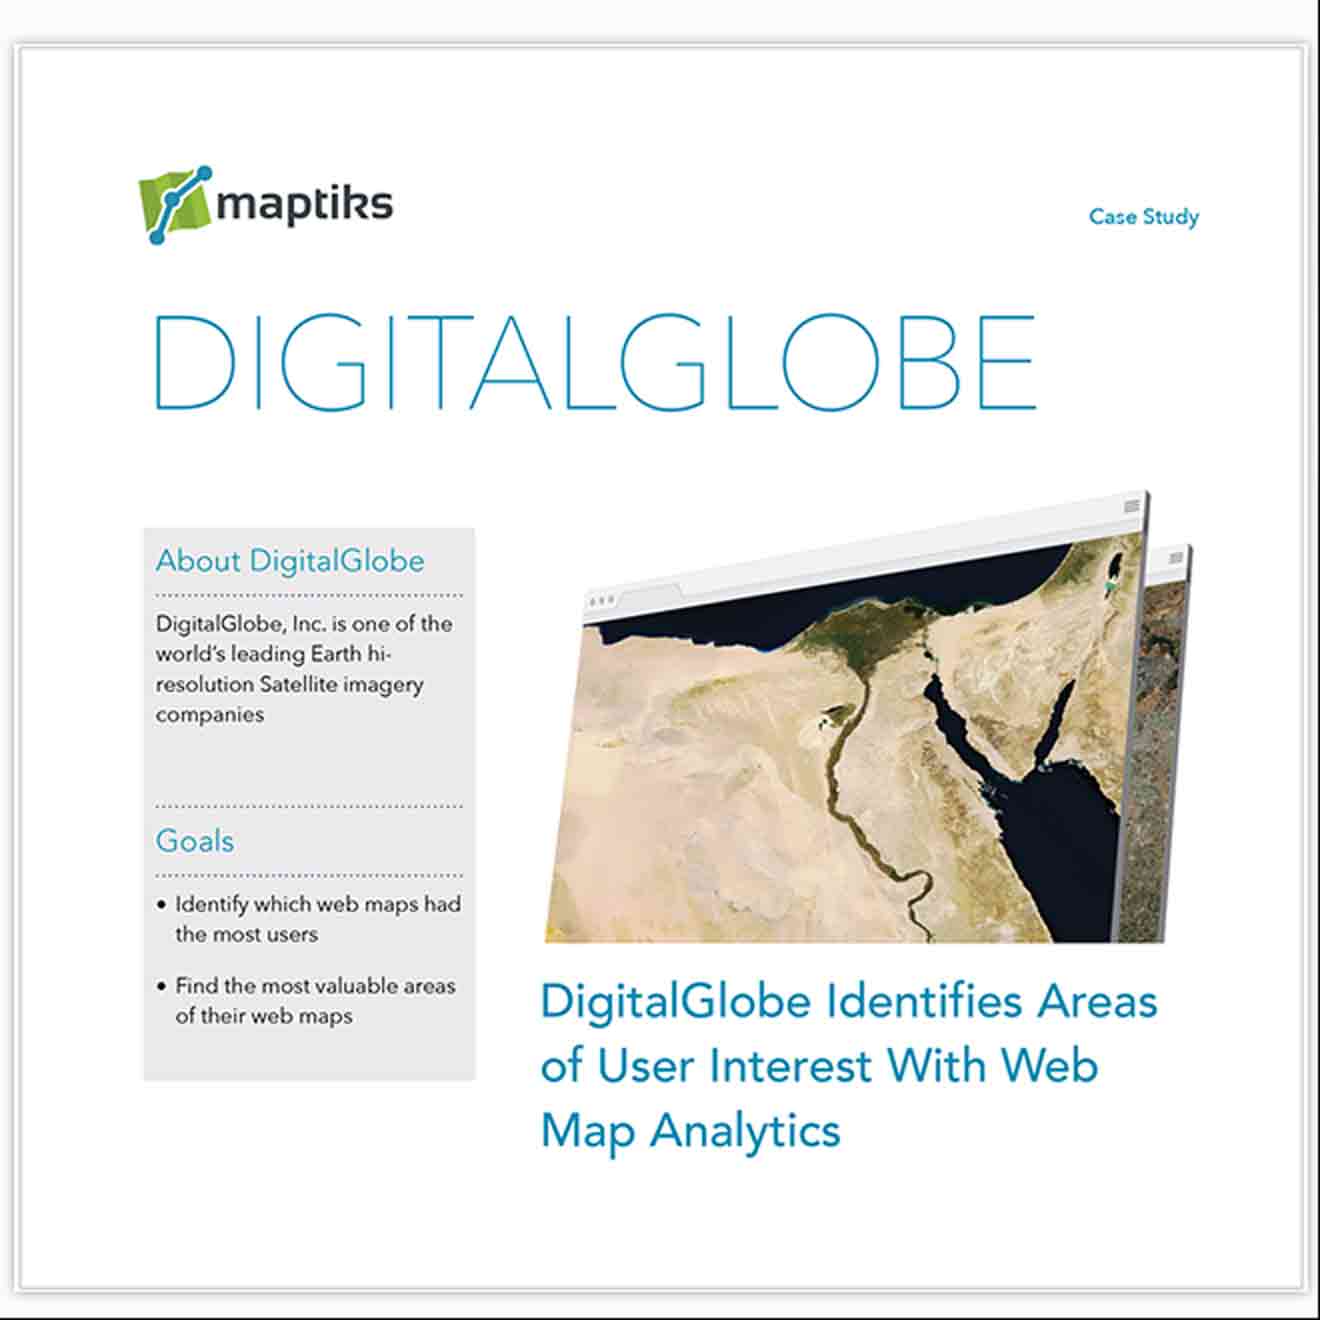 maptiks
Case Study
DIGITALGLOBE
About DigitalGlobe
DigitalGlobe, Inc. is one of the
world's leading Earth hi-
resolution Satellite imagery
companies
Goals
• Identify which web maps had
the most users
• Find the most valuable areas
of their web maps
DigitalGlobe Identifies Areas
of User Interest With Web
Map Analytics